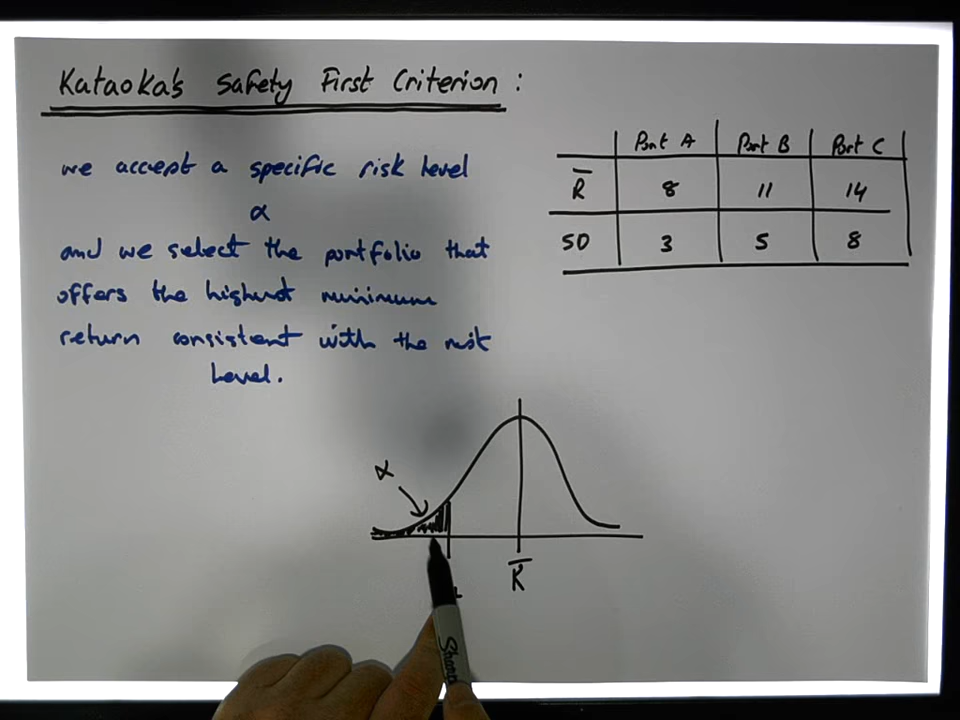 Kataoka's Safety First Criterion :
we accept a specific risk level
α
and we select the portfolio that
offers the highest minimum
return consistent with the risk
level.
Port A Port B Port C
R̅ 8 11 14
SD 3 5 8
α
R̅
Sharp